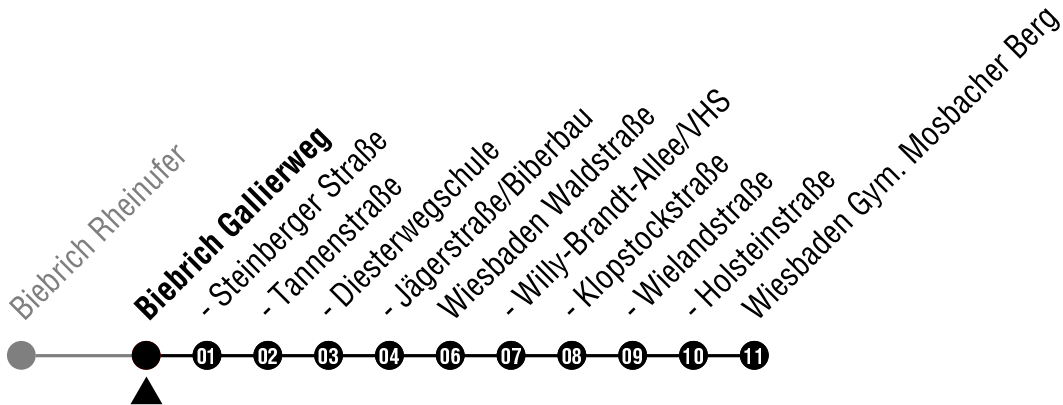 Biebrich Rheinufer
Biebrich Gallierweg
- Steinberger Straße
- Tannenstraße
- Diesterwegschule
- Jägerstraße/Biberbau
Wiesbaden Waldstraße
- Willy-Brandt-Allee/VHS
- Klopstockstraße
- Wielandstraße
- Holsteinstraße
Wiesbaden Gym. Mosbacher Berg
01 02 03 04 06 07 08 09 10 11